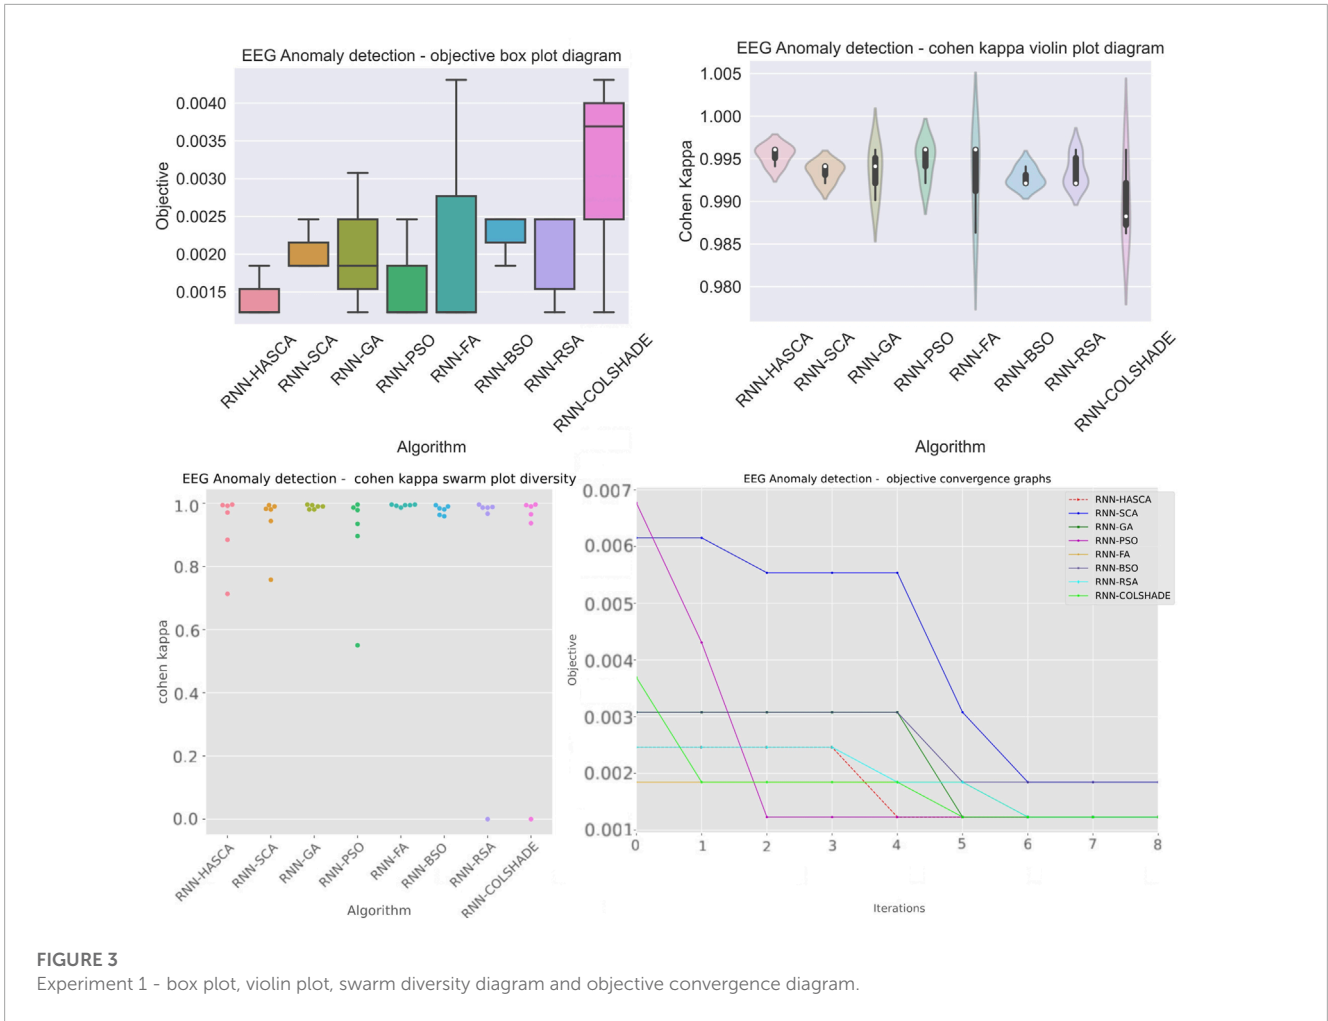 EEG Anomaly detection - objective box plot diagram
Objective
0.0040
0.0035
0.0030
0.0025
0.0020
0.0015
RNN-HASCA
RNN-SCA
RNN-GA
RNN-PSO
RNN-FA
RNN-BSO
RNN-RSA
RNN-COLSHADE
Algorithm
EEG Anomaly detection - cohen kappa violin plot diagram
Cohen Kappa
1.005
1.000
0.995
0.990
0.985
0.980
RNN-HASCA
RNN-SCA
RNN-GA
RNN-PSO
RNN-FA
RNN-BSO
RNN-RSA
RNN-COLSHADE
Algorithm
EEG Anomaly detection - cohen kappa swarm plot diversity
cohen kappa
1.0
0.8
0.6
0.4
0.2
0.0
RNN-HASCA
RNN-SCA
RNN-GA
RNN-PSO
RNN-FA
RNN-BSO
RNN-RSA
RNN-COLSHADE
Algorithm
EEG Anomaly detection - objective convergence graphs
Objective
0.007
0.006
0.005
0.004
0.003
0.002
0.001
RNN-HASCA
RNN-SCA
RNN-GA
RNN-PSO
RNN-FA
RNN-BSO
RNN-RSA
RNN-COLSHADE
0 1 2 3 4 5 6 7 8
Iterations
FIGURE 3
Experiment 1 - box plot, violin plot, swarm diversity diagram and objective convergence diagram.